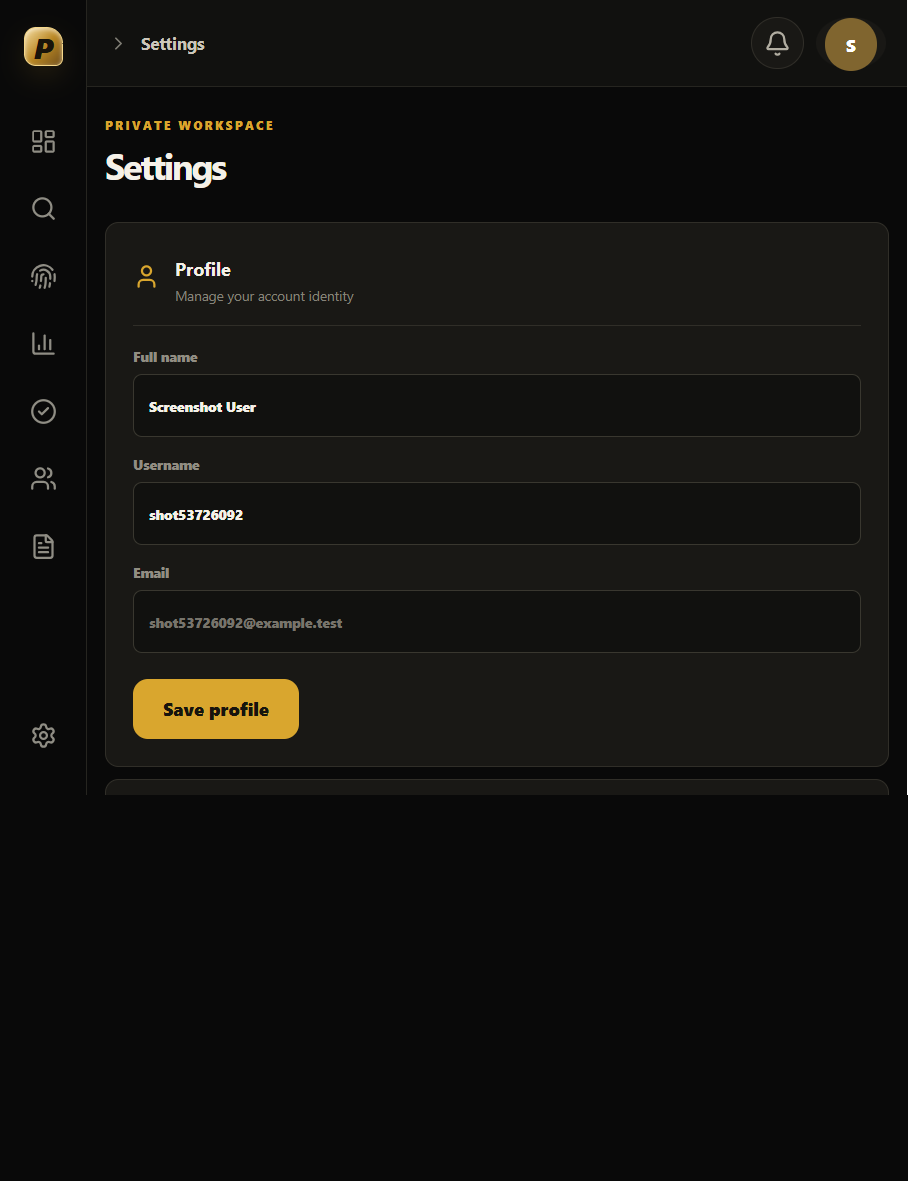 P
Settings
S
PRIVATE WORKSPACE
Settings
Profile
Manage your account identity
Full name
Screenshot User
Username
shot53726092
Email
shot53726092@example.test
Save profile